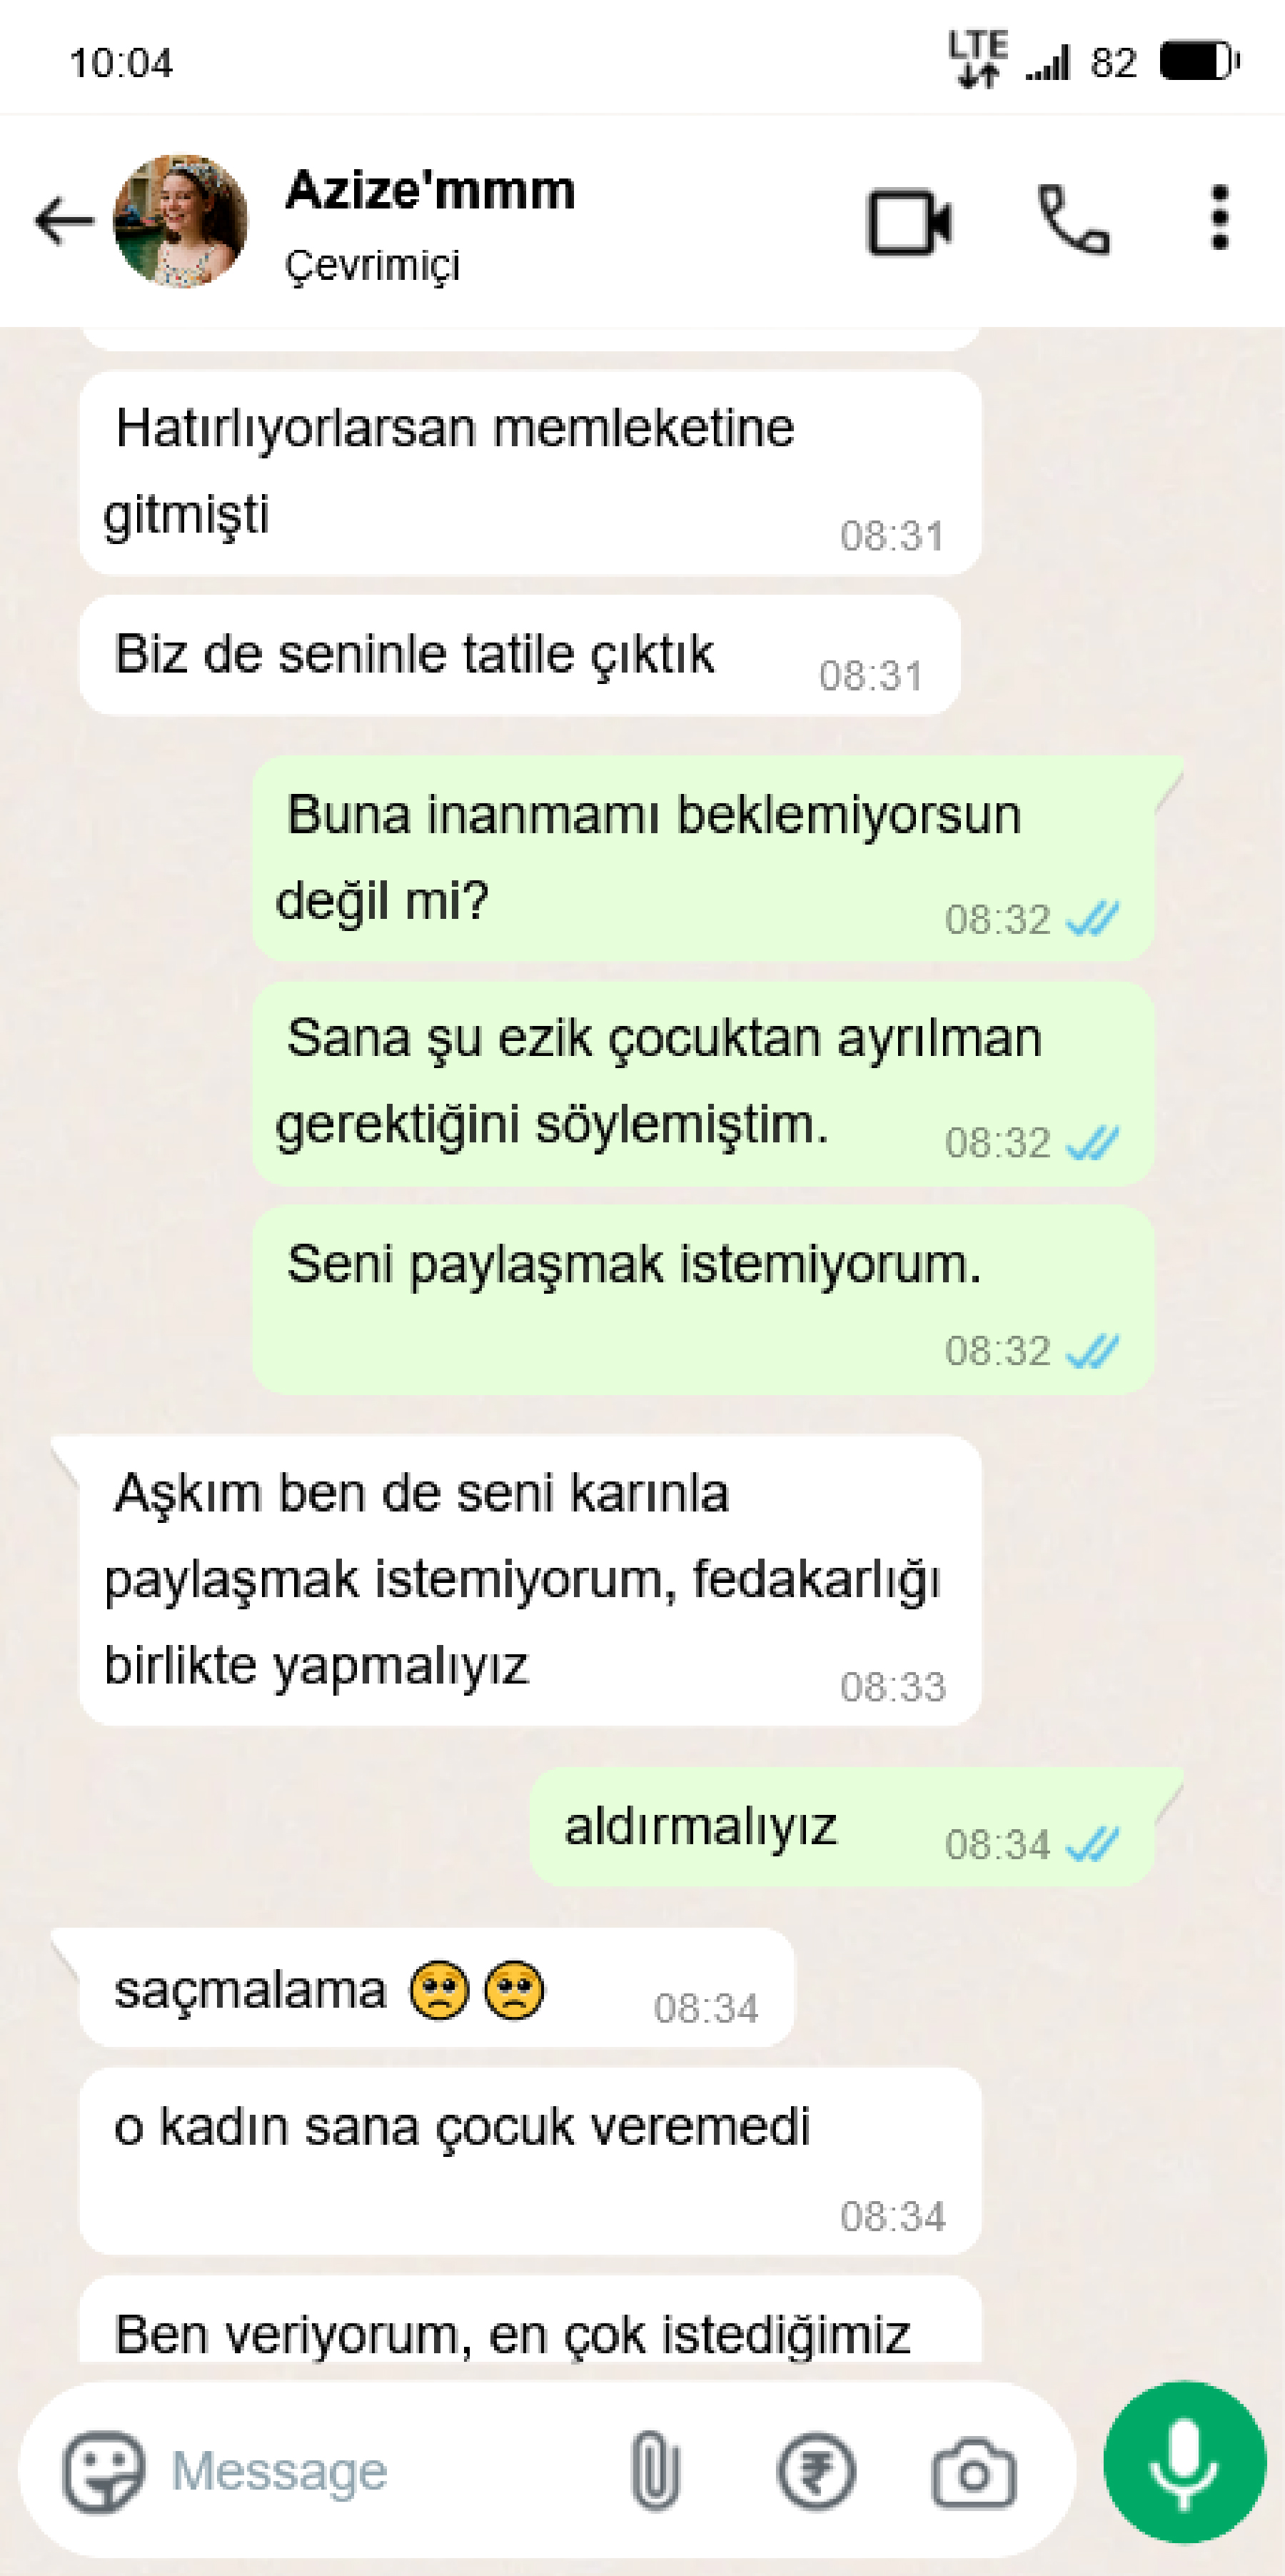 10:04
LTE
82
Azize'mmm
Çevrimiçi
Hatırlıyorlarsan memleketine
gitmişti
08:31
Biz de seninle tatile çıktık
08:31
Buna inanmamı beklemiyorsun
değil mi?
08:32
Sana şu ezik çocuktan ayrılman
gerektiğini söylemiştim.
08:32
Seni paylaşmak istemiyorum.
08:32
Aşkım ben de seni karınla
paylaşmak istemiyorum, fedakarlığı
birlikte yapmalıyız
08:33
aldırmalıyız
08:34
saçmalama 🥺🥺
08:34
o kadın sana çocuk veremedi
08:34
Ben veriyorum, en çok istediğimiz
Message